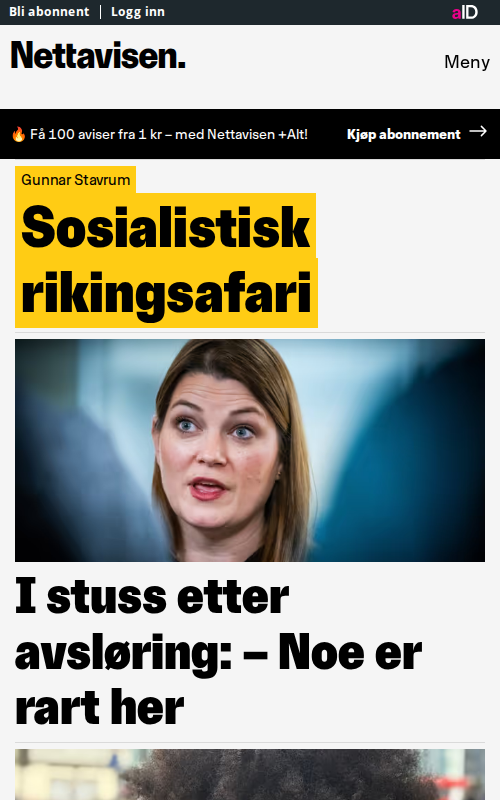 Bli abonnent Logg inn aID
Nettavisen.
Meny
🔥 Få 100 aviser fra 1 kr – med Nettavisen +Alt! Kjøp abonnement →
Gunnar Stavrum
Sosialistisk
rikingsafari
I stuss etter
avsløring: – Noe er
rart her